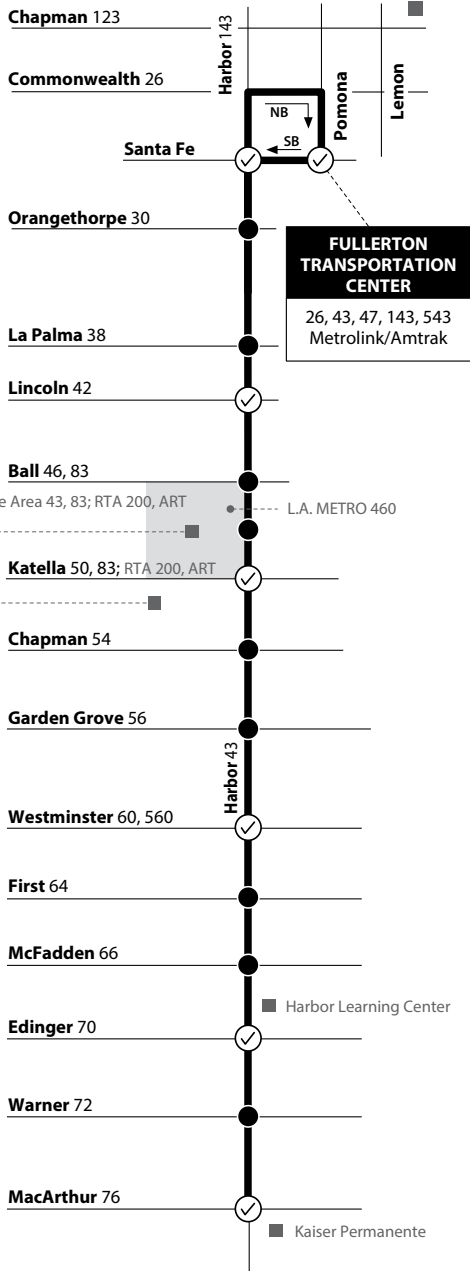 Chapman 123
Harbor 143
Commonwealth 26
Pomona
Lemon
NB
SB
Santa Fe
Orangethorpe 30
FULLERTON
TRANSPORTATION
CENTER
26, 43, 47, 143, 543
Metrolink/Amtrak
La Palma 38
Lincoln 42
Ball 46, 83
Area 43, 83; RTA 200, ART
L.A. METRO 460
Katella 50, 83; RTA 200, ART
Chapman 54
Garden Grove 56
Harbor 43
Westminster 60, 560
First 64
McFadden 66
Harbor Learning Center
Edinger 70
Warner 72
MacArthur 76
Kaiser Permanente